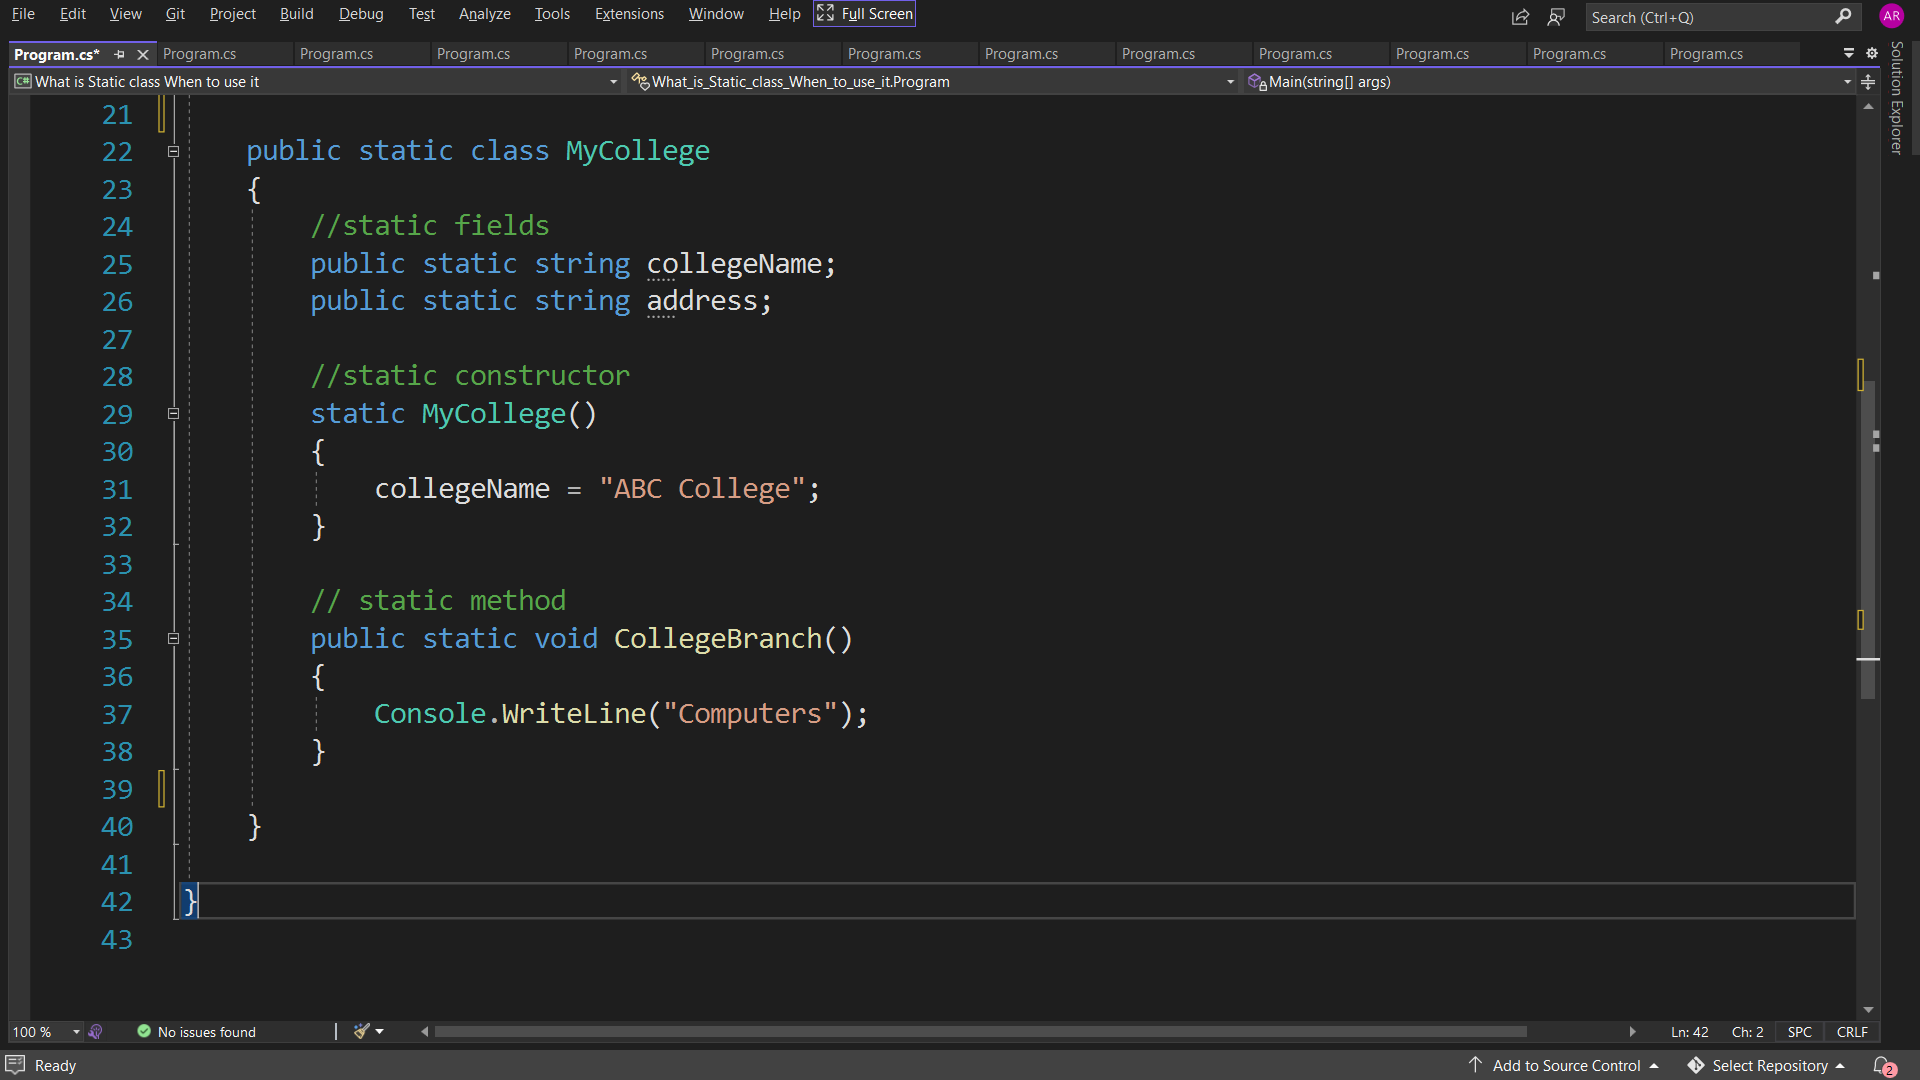 File Edit View Git Project Build Debug Test Analyze Tools Extensions Window Help Full Screen Search (Ctrl+Q) AR
Program.cs* Program.cs Program.cs Program.cs Program.cs Program.cs Program.cs Program.cs Program.cs Program.cs Program.cs Program.cs Program.cs
Solution Explorer
What is Static class When to use it What_is_Static_class_When_to_use_it.Program Main(string[] args)
21
22 public static class MyCollege
23 {
24 //static fields
25 public static string collegeName;
26 public static string address;
27
28 //static constructor
29 static MyCollege()
30 {
31 collegeName = "ABC College";
32 }
33
34 // static method
35 public static void CollegeBranch()
36 {
37 Console.WriteLine("Computers");
38 }
39
40 }
41
42 }
43
100 % No issues found Ln: 42 Ch: 2 SPC CRLF
Ready Add to Source Control Select Repository 2